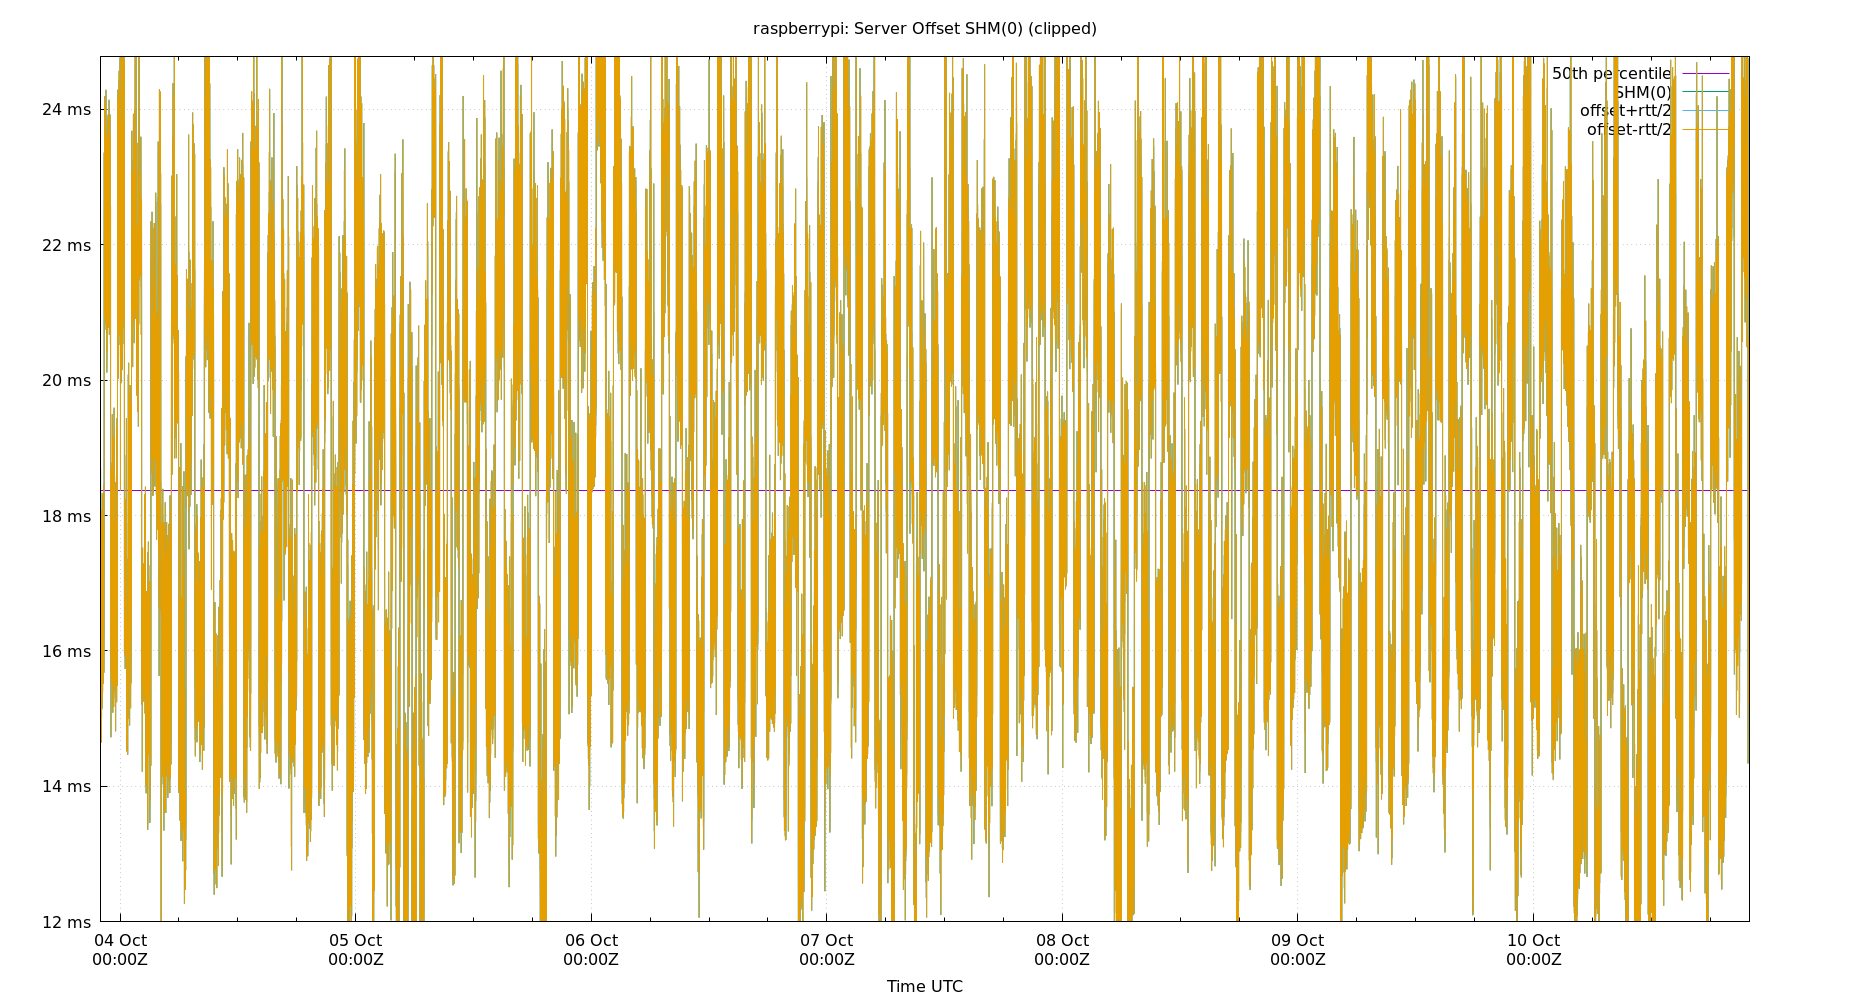 raspberrypi: Server Offset SHM(0) (clipped)
50th percentile
SHM(0)
offset+rtt/2
offset-rtt/2
24 ms
22 ms
20 ms
18 ms
16 ms
14 ms
12 ms
04 Oct 05 Oct 06 Oct 07 Oct 08 Oct 09 Oct 10 Oct
00:00Z 00:00Z 00:00Z 00:00Z 00:00Z 00:00Z 00:00Z
Time UTC